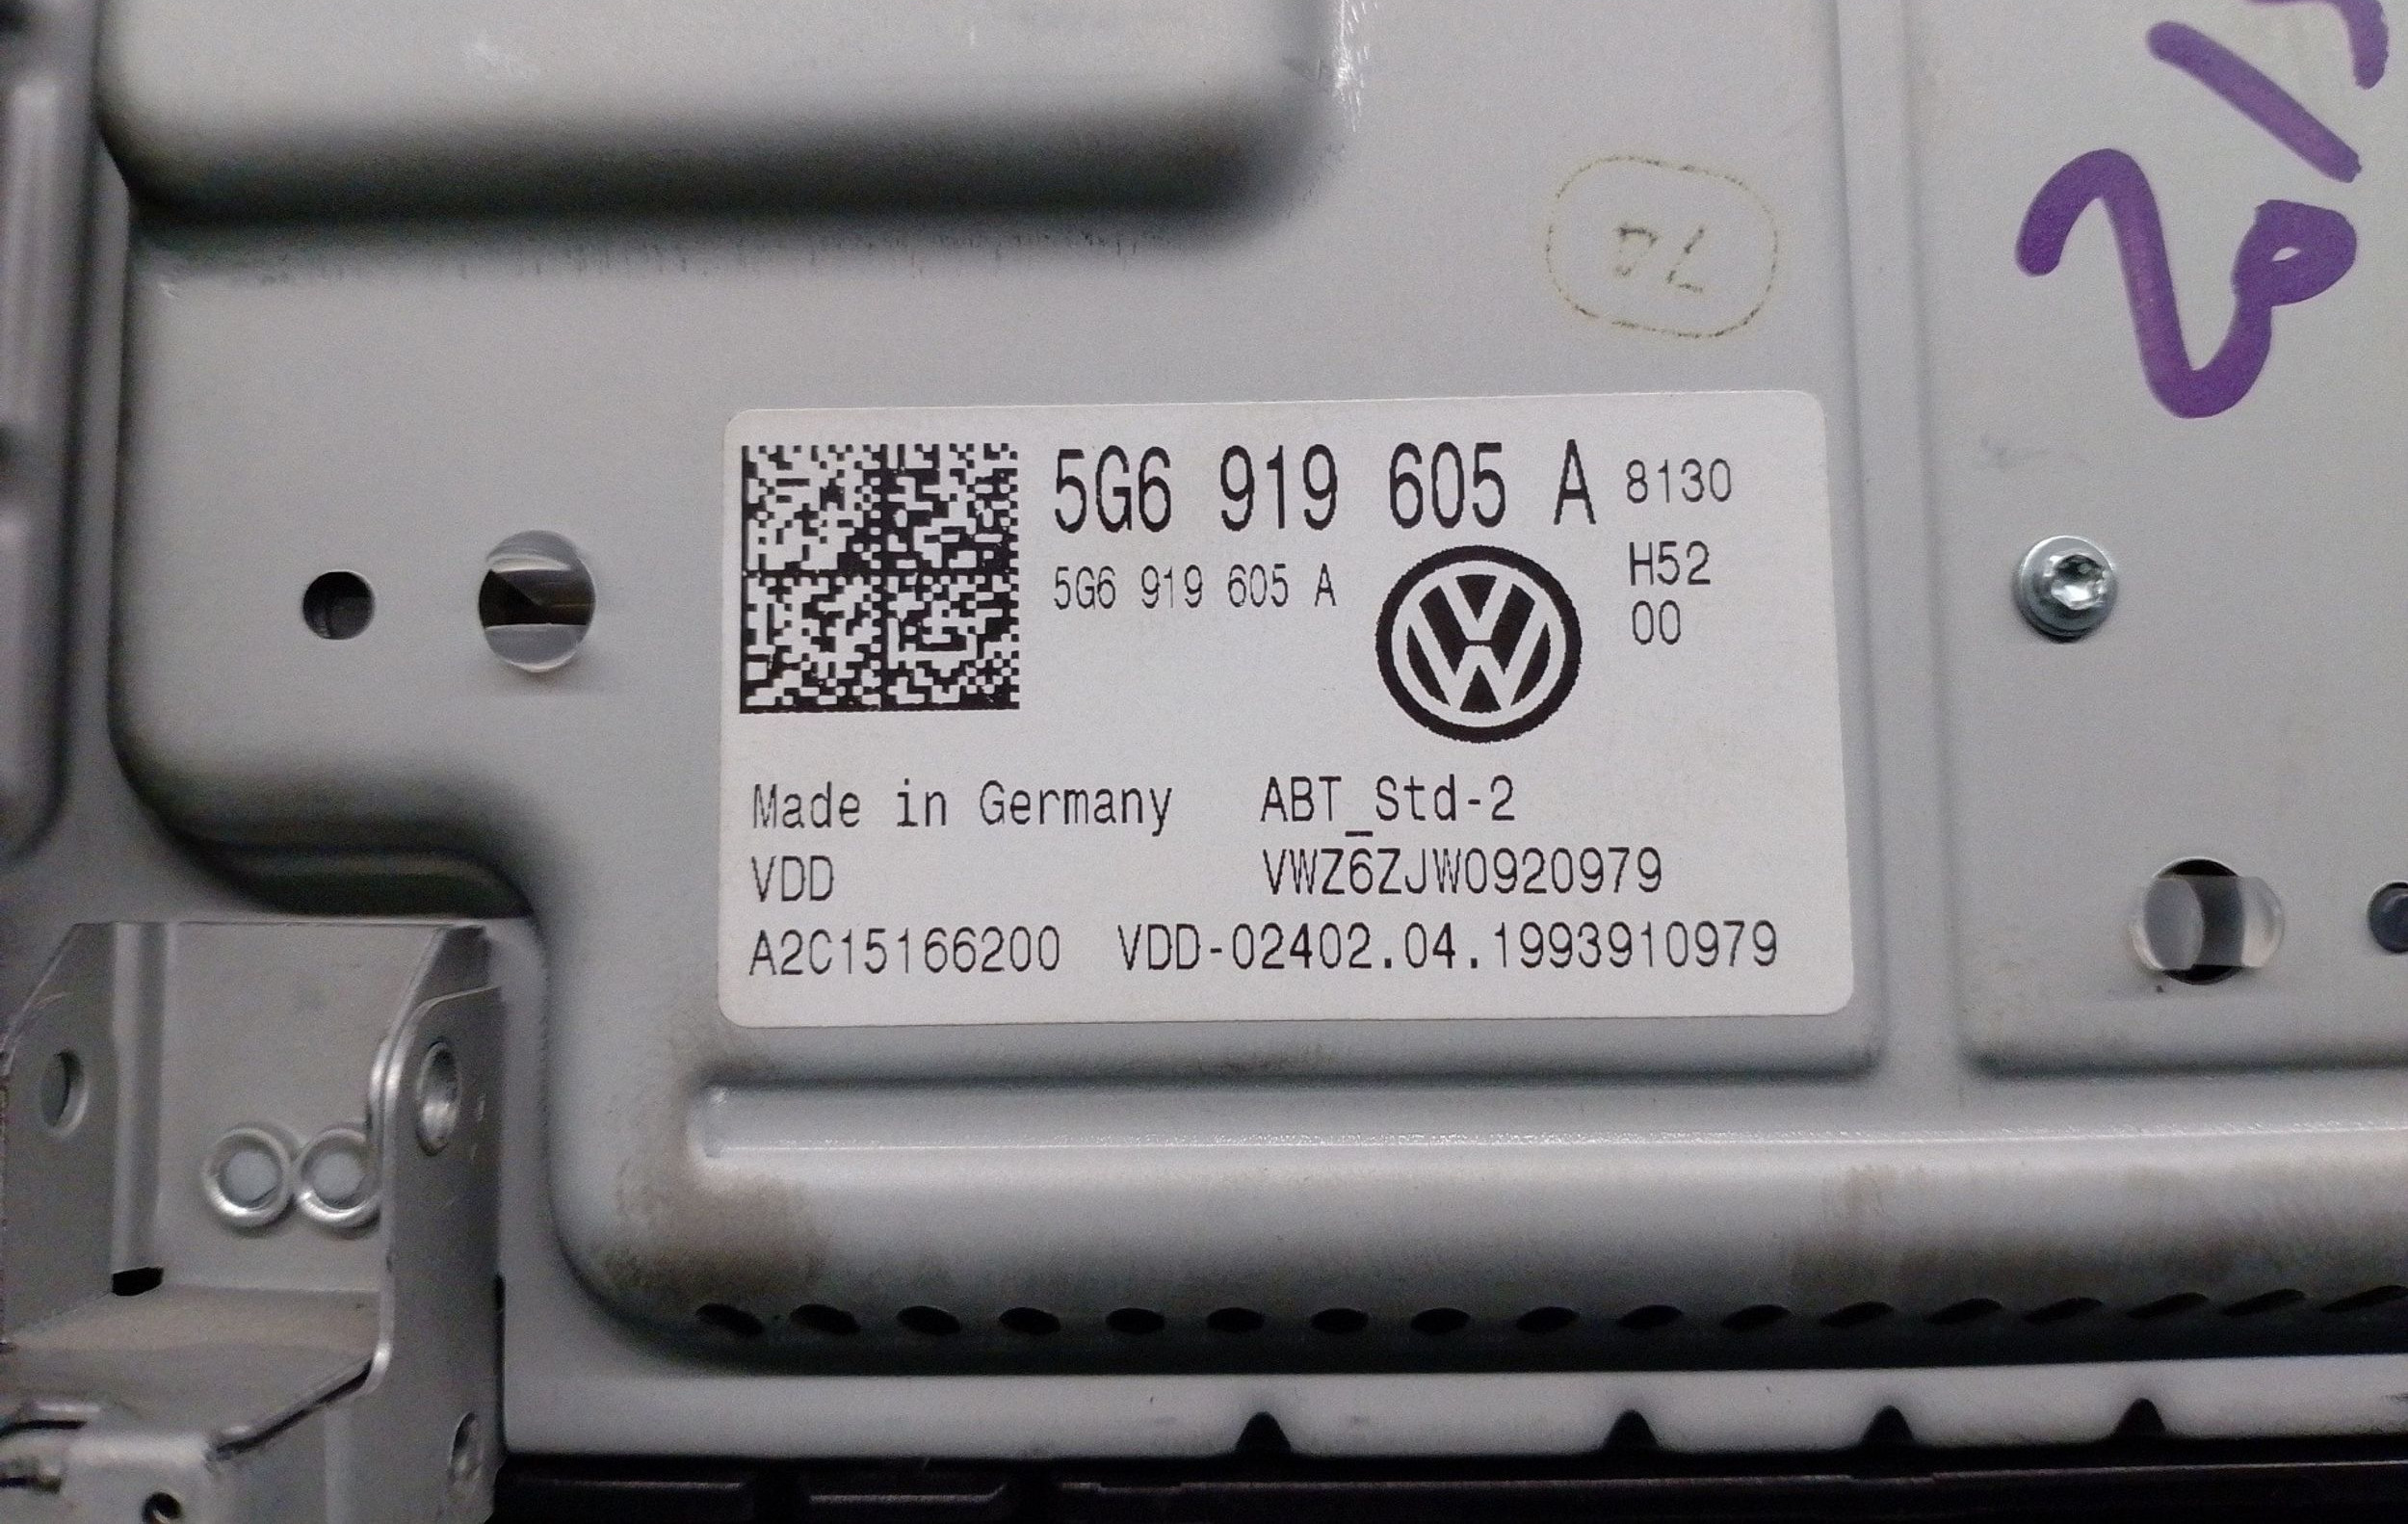 74
5G6 919 605 A 8130
5G6 919 605 A
H52
00
Made in Germany ABT_Std-2
VDD VWZ6ZJW0920979
A2C15166200 VDD-02402.04.1993910979